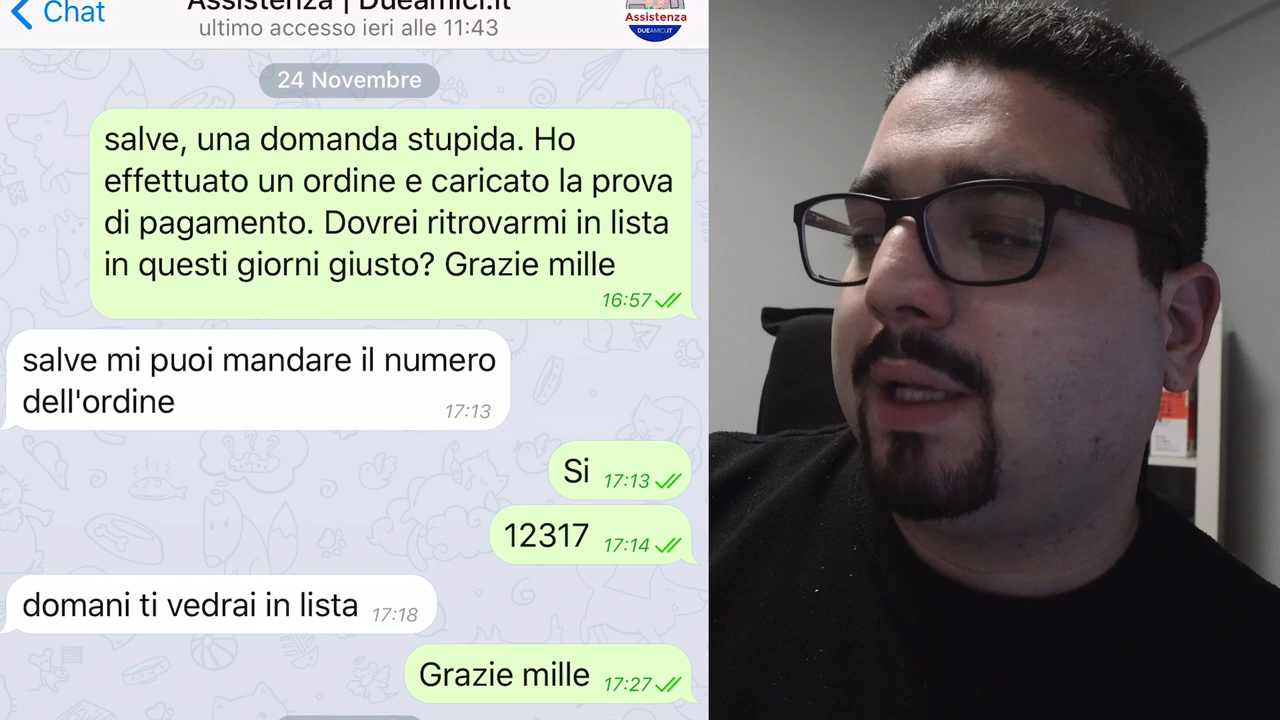 Chat
Assistenza | Dueamici.it
ultimo accesso ieri alle 11:43
Assistenza
DUEAMICI.IT
24 Novembre
salve, una domanda stupida. Ho
effettuato un ordine e caricato la prova
di pagamento. Dovrei ritrovarmi in lista
in questi giorni giusto? Grazie mille
16:57
salve mi puoi mandare il numero
dell'ordine
17:13
Si 17:13
12317 17:14
domani ti vedrai in lista 17:18
Grazie mille 17:27